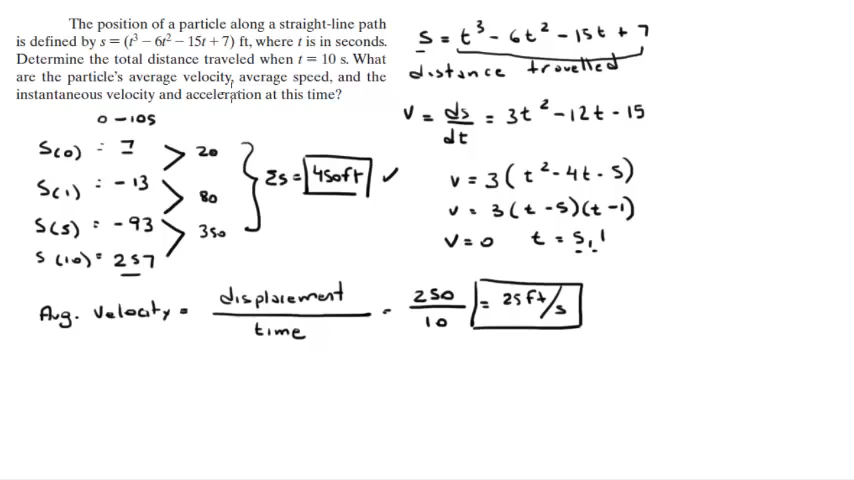 The position of a particle along a straight-line path
is defined by s = (t³ − 6t² − 15t + 7) ft, where t is in seconds.
Determine the total distance traveled when t = 10 s. What
are the particle's average velocity, average speed, and the
instantaneous velocity and acceleration at this time?
s = t³ - 6t² - 15t + 7
distance travelled
v = ds/dt = 3t² - 12t - 15
v = 3(t² - 4t - 5)
v = 3(t - 5)(t - 1)
v = 0 t = 5, 1
0 - 10s
S(0) = 7
S(1) = -13
S(5) = -93
S(10) = 257
20
80
350
Σs = 450ft ✓
Avg. Velocity = displacement/time = 250/10 = 25 ft/s